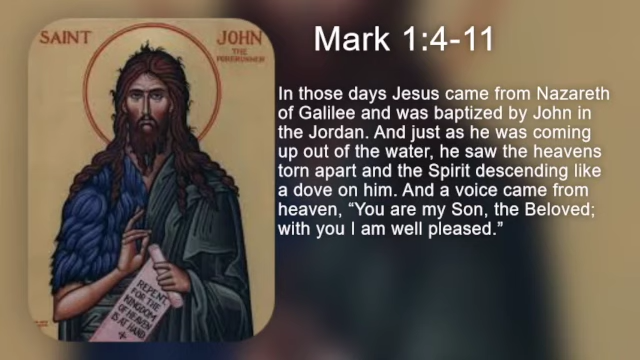 SAINT
JOHN
THE
FORERUNNER
Mark 1:4-11
In those days Jesus came from Nazareth
of Galilee and was baptized by John in
the Jordan. And just as he was coming
up out of the water, he saw the heavens
torn apart and the Spirit descending like
a dove on him. And a voice came from
heaven, “You are my Son, the Beloved;
with you I am well pleased.”
REPENT,
FOR THE
KINGDOM
OF HEAVEN
IS AT HAND.